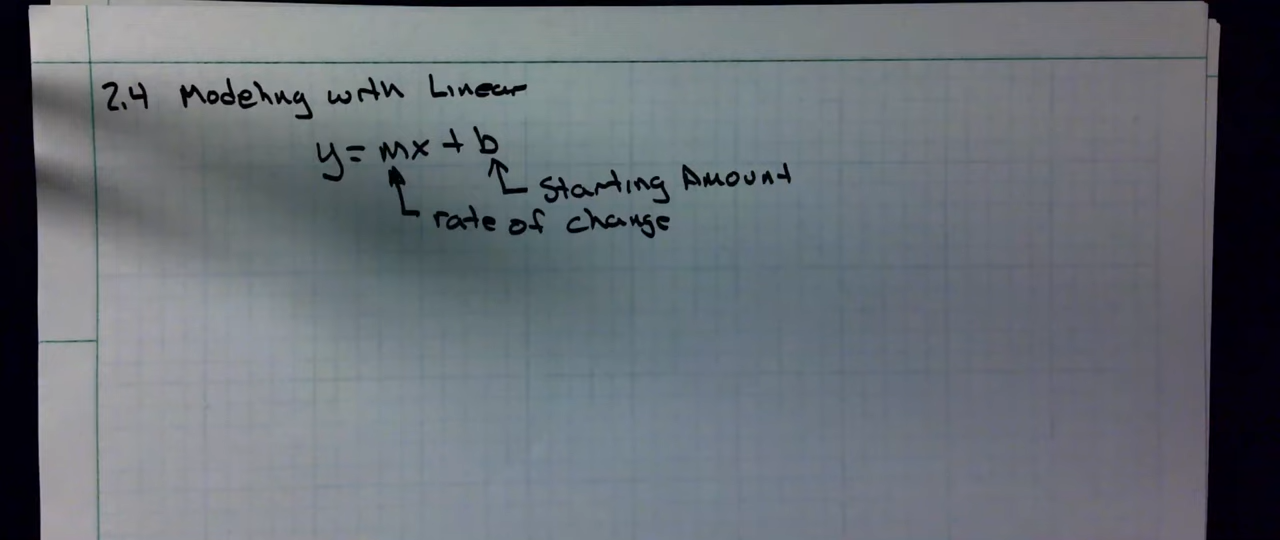 2.4 Modeling with Linear
y = mx + b
Starting Amount
rate of change